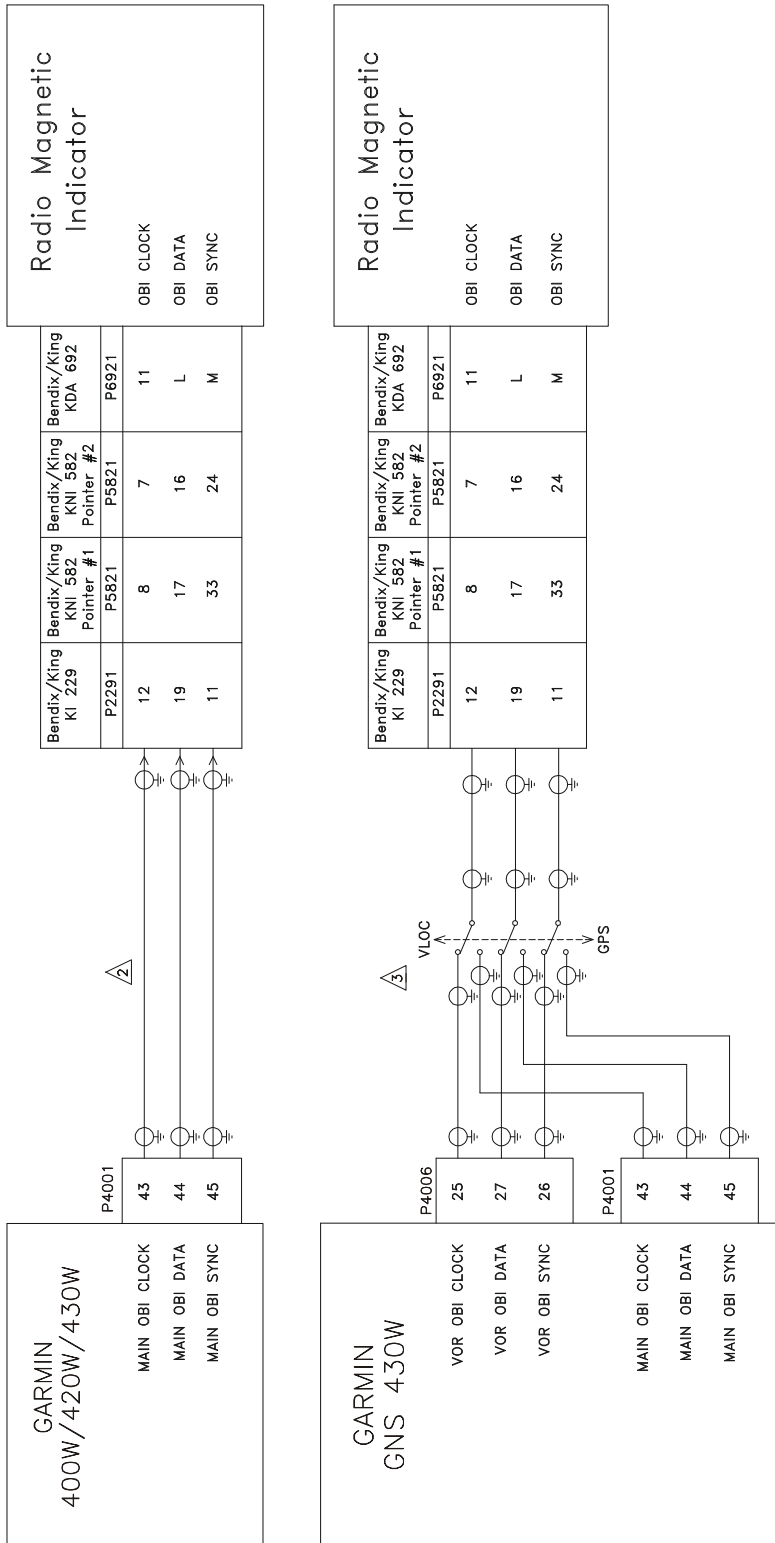 GARMIN
400W/420W/430W
P4001
MAIN OBI CLOCK 43
MAIN OBI DATA 44
MAIN OBI SYNC 45
2
Bendix/King KI 229
Bendix/King KNI 582 Pointer #1
Bendix/King KNI 582 Pointer #2
Bendix/King KDA 692
P2291 P5821 P5821 P6921
12 8 7 11 OBI CLOCK
19 17 16 L OBI DATA
11 33 24 M OBI SYNC
Radio Magnetic
Indicator
GARMIN
GNS 430W
P4006
VOR OBI CLOCK 25
VOR OBI DATA 27
VOR OBI SYNC 26
P4001
MAIN OBI CLOCK 43
MAIN OBI DATA 44
MAIN OBI SYNC 45
3
VLOC
GPS
Bendix/King KI 229
Bendix/King KNI 582 Pointer #1
Bendix/King KNI 582 Pointer #2
Bendix/King KDA 692
P2291 P5821 P5821 P6921
12 8 7 11 OBI CLOCK
19 17 16 L OBI DATA
11 33 24 M OBI SYNC
Radio Magnetic
Indicator